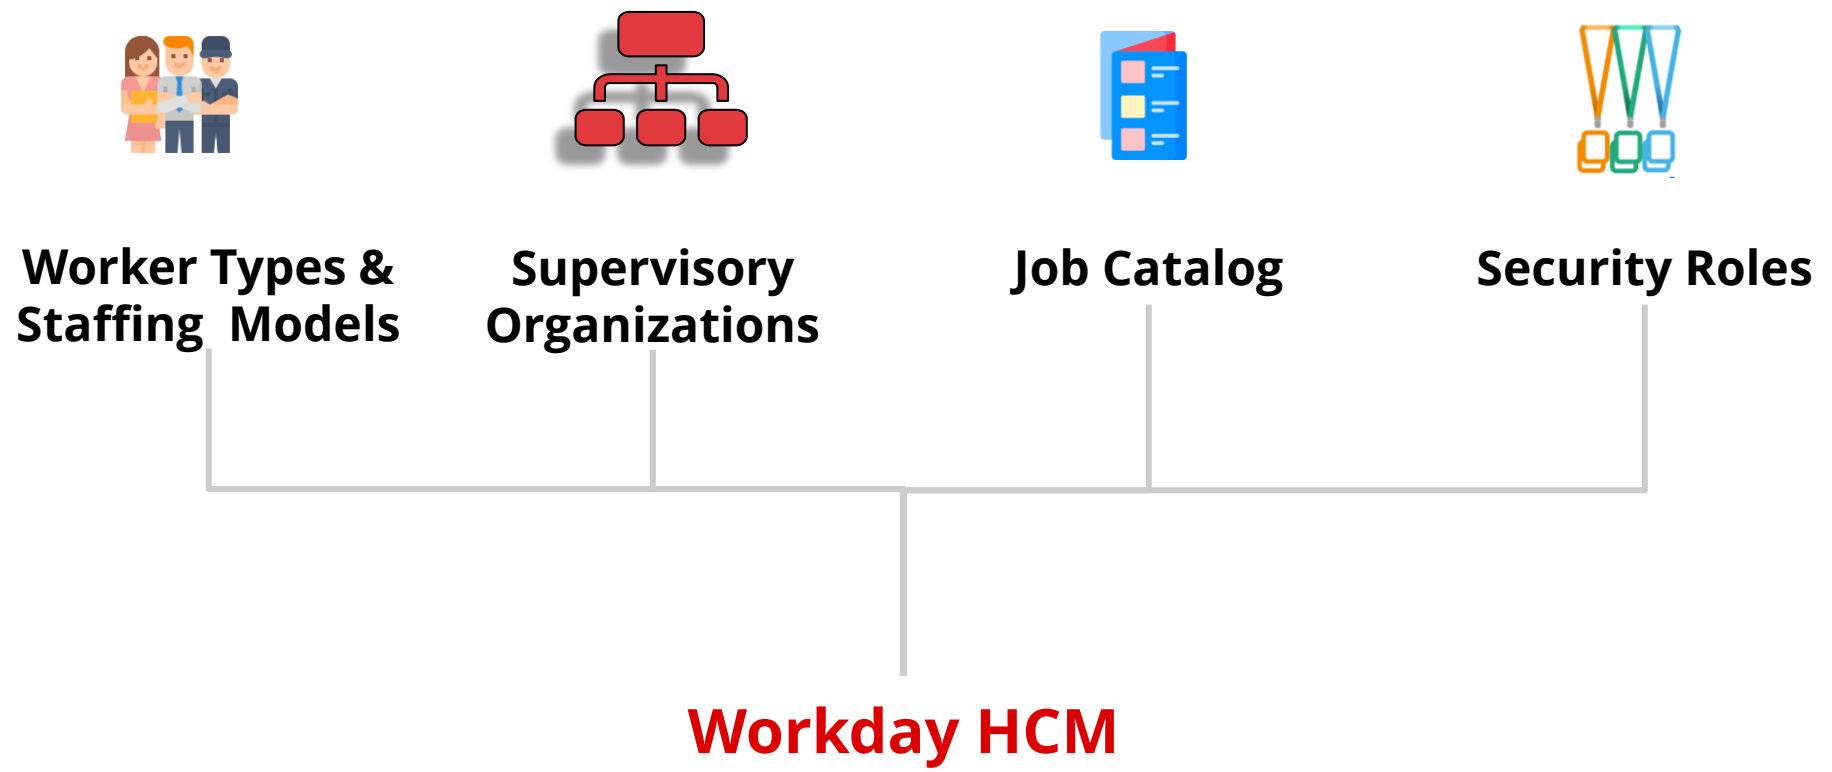 Worker Types &
Staffing  Models
Supervisory
Organizations
Job Catalog
Security Roles
Workday HCM